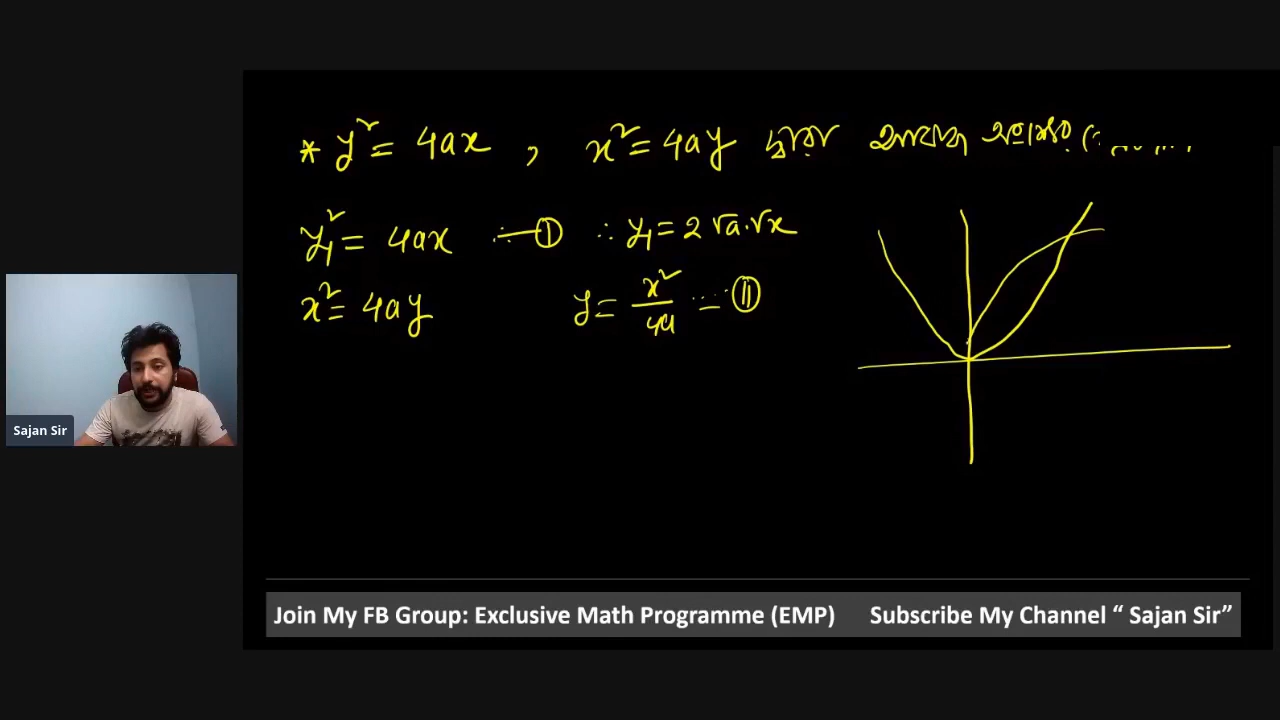 * y² = 4ax , x² = 4ay দ্বারা আবদ্ধ
y₁² = 4ax ① ∴ y₁ = 2 √a.√x
x² = 4ay y = x²/4a ..... ②
Sajan Sir
Join My FB Group: Exclusive Math Programme (EMP) Subscribe My Channel “ Sajan Sir”